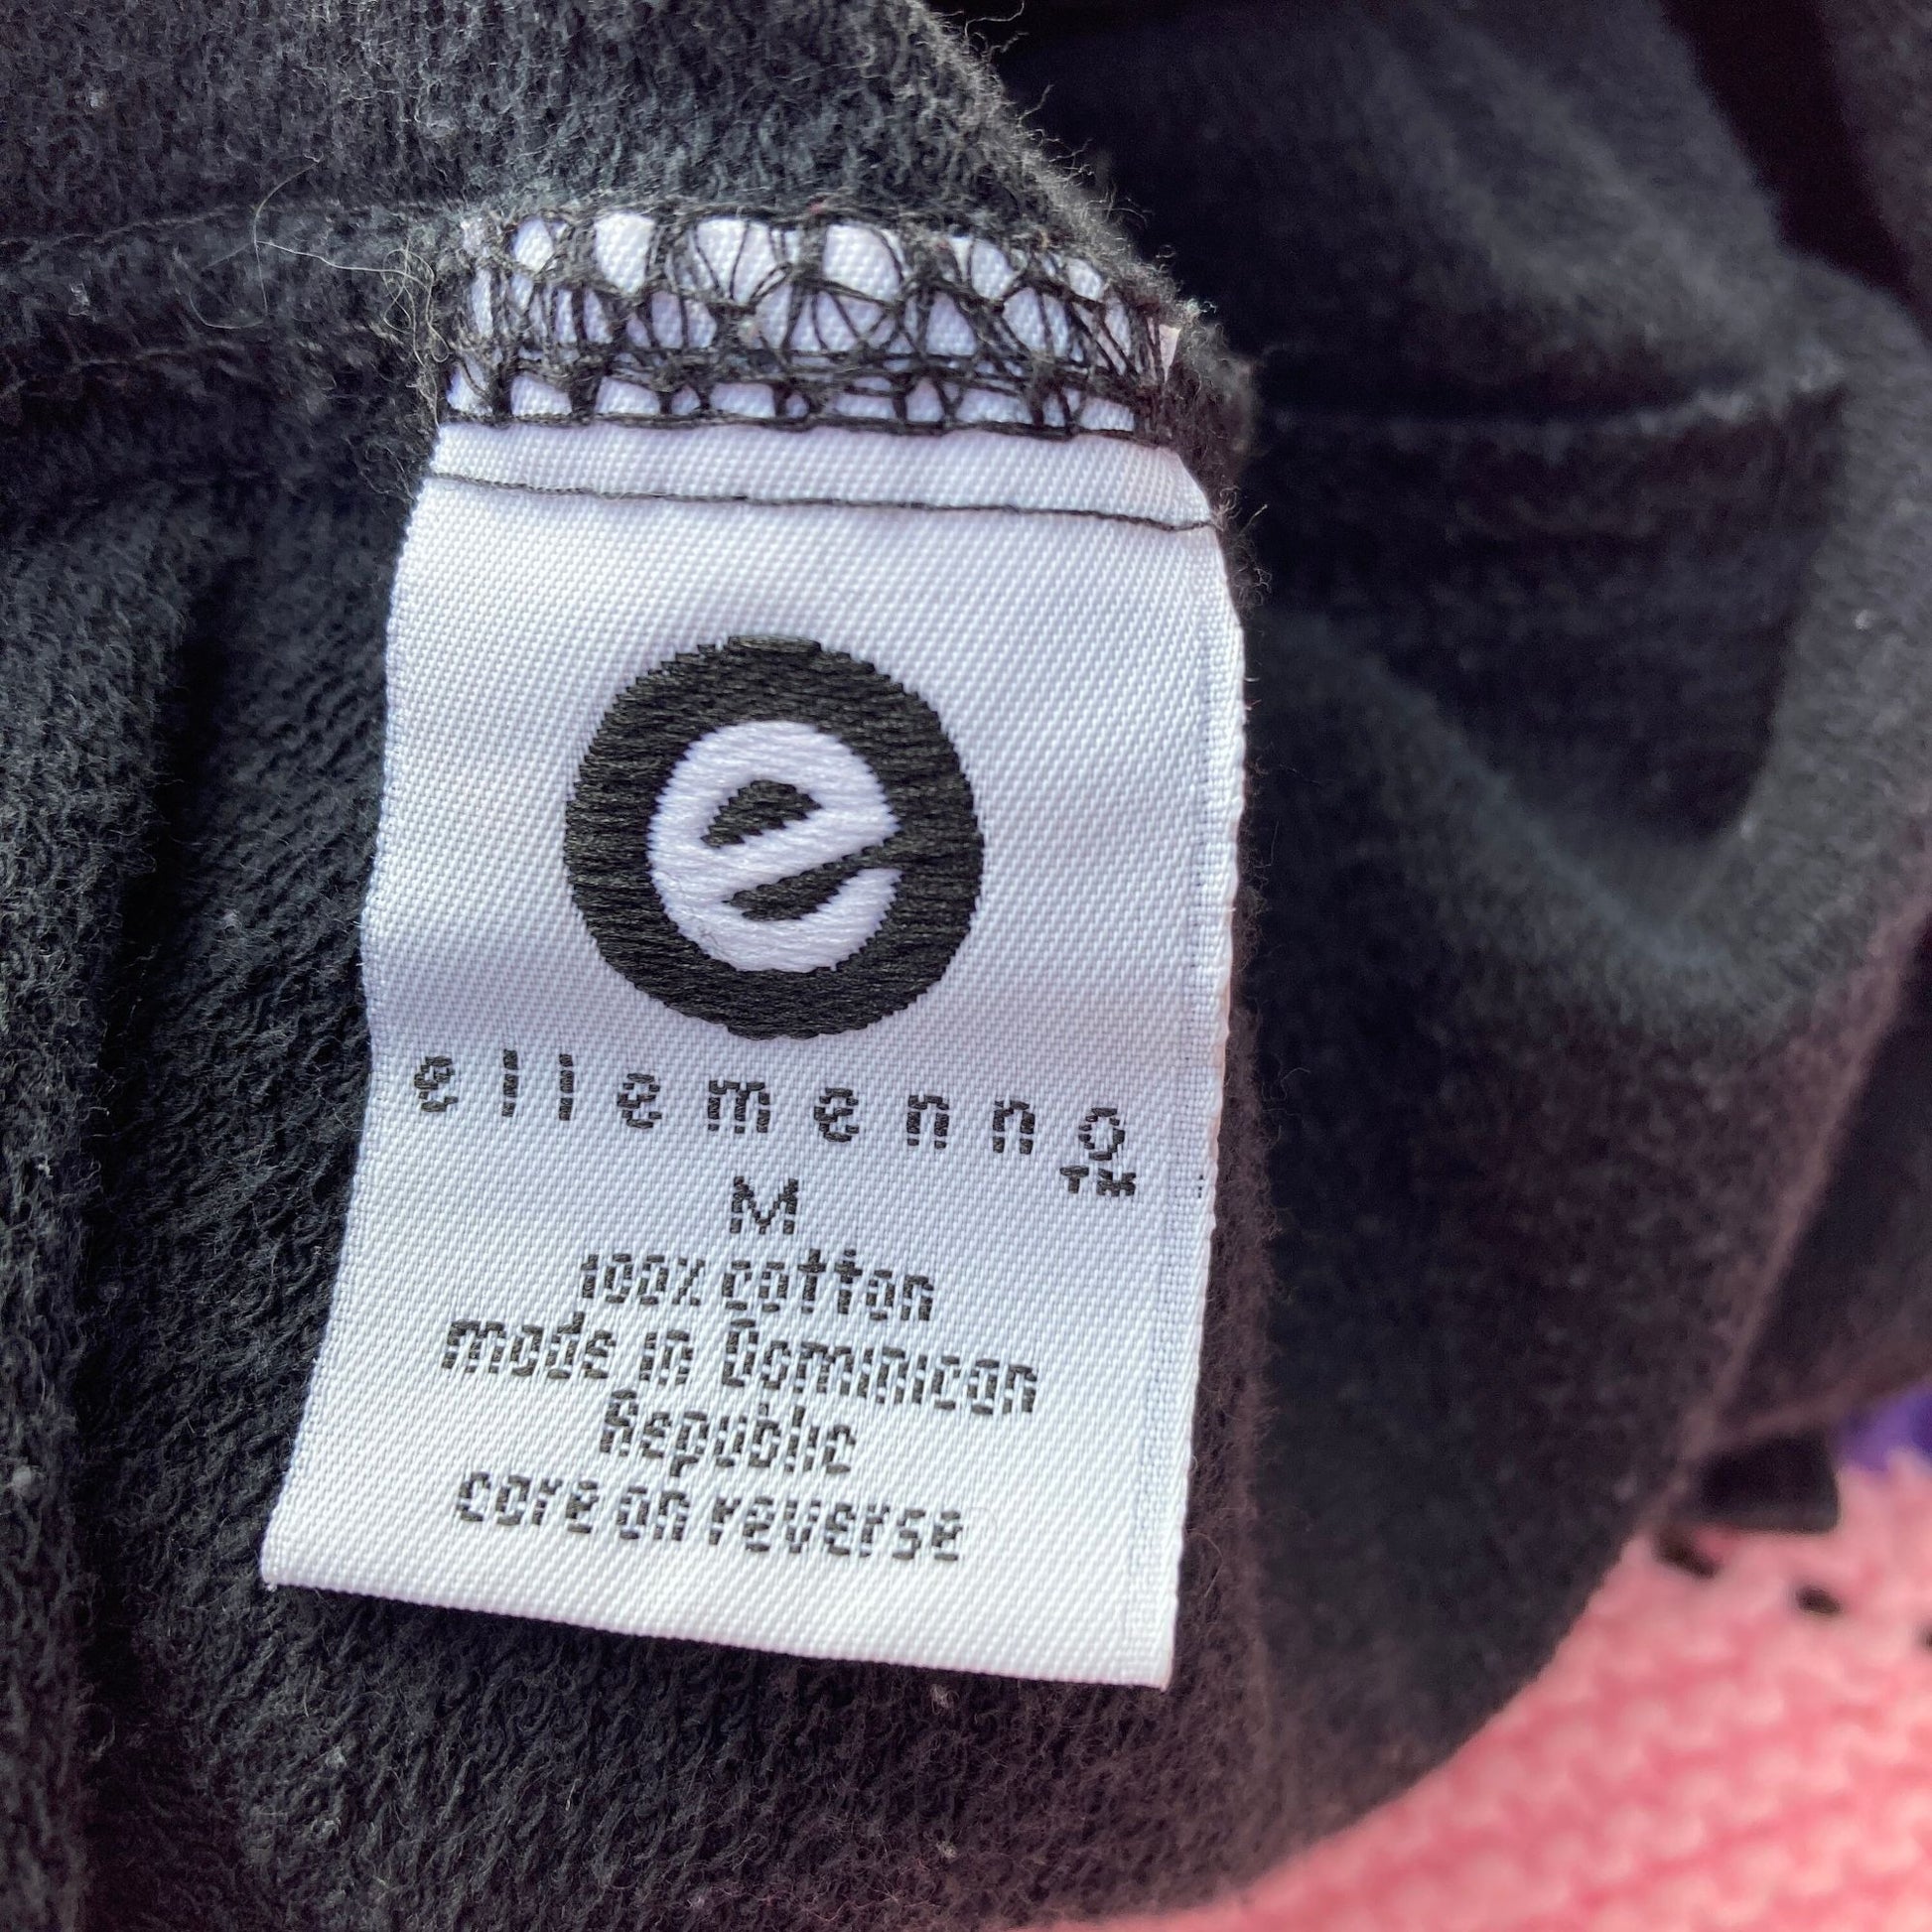 e
ellemenno
TM
M
100% cotton
made in Dominican
Republic
care on reverse